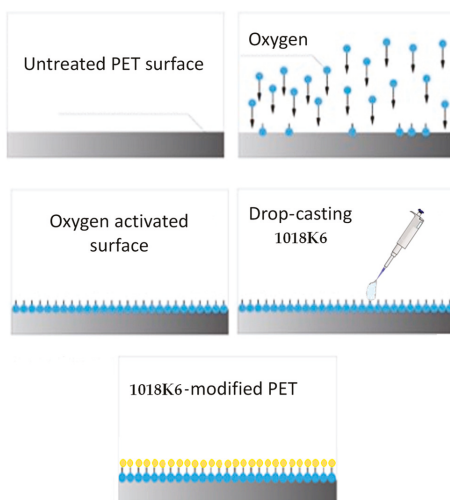 Untreated PET surface
Oxygen
Oxygen activated
surface
Drop-casting
1018K6
1018K6-modified PET